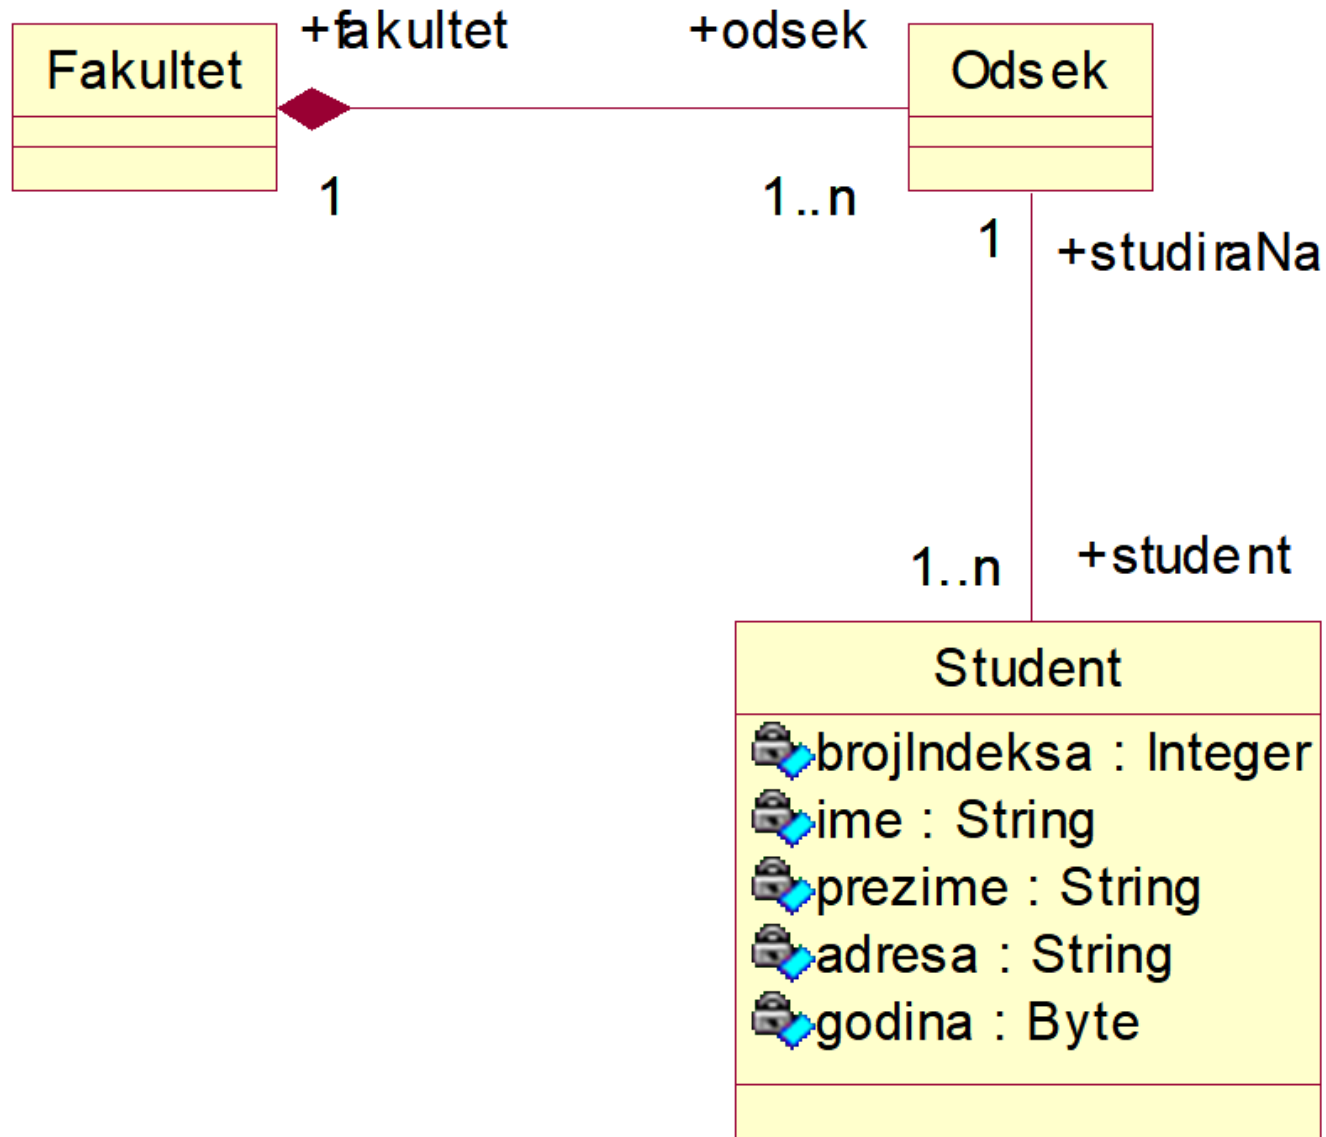 +fakultet
+odsek
Fakultet
Odsek
1
1..n
1
+studiraNa
1..n
+student
Student
brojIndeksa : Integer
ime : String
prezime : String
adresa : String
godina : Byte